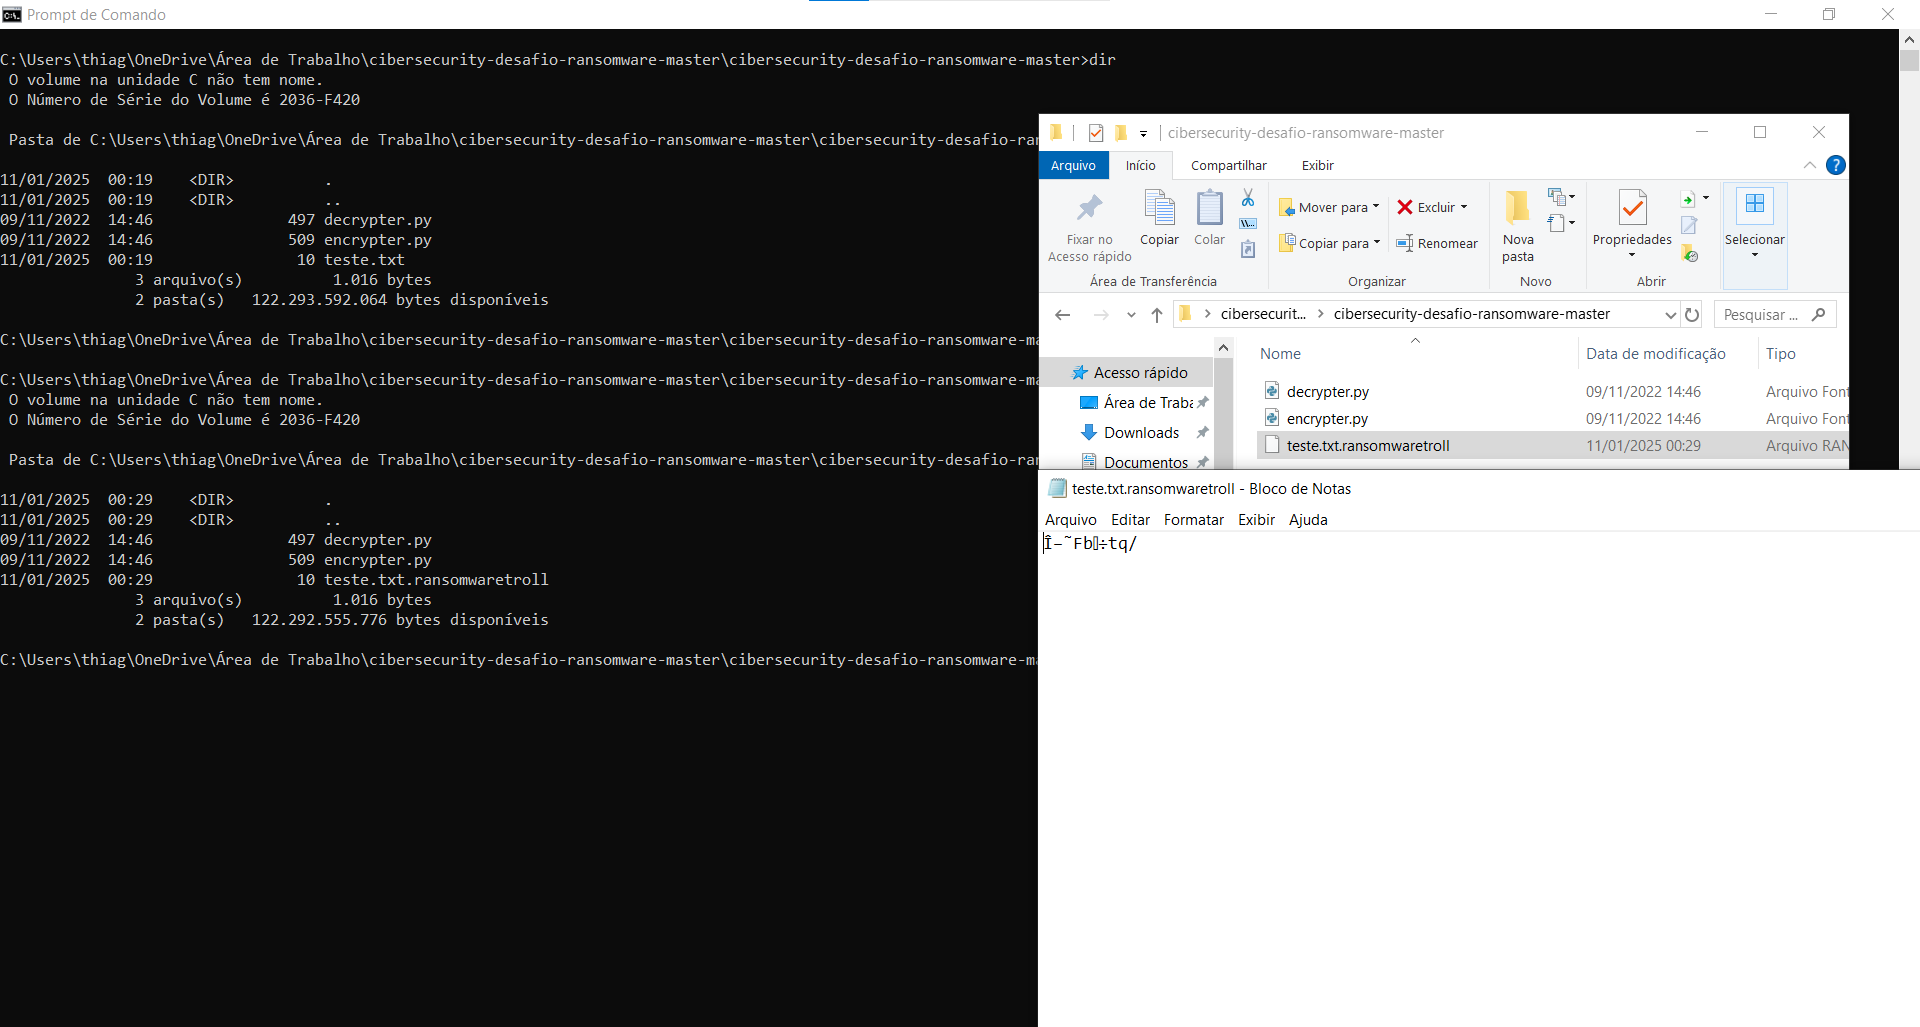 Prompt de Comando
C:\Users\thiag\OneDrive\Área de Trabalho\cibersecurity-desafio-ransomware-master\cibersecurity-desafio-ransomware-master>dir
O volume na unidade C não tem nome.
O Número de Série do Volume é 2036-F420
Pasta de C:\Users\thiag\OneDrive\Área de Trabalho\cibersecurity-desafio-ransomware-master\cibersecurity-desafio-ra
11/01/2025  00:19    <DIR>          .
11/01/2025  00:19    <DIR>          ..
09/11/2022  14:46               497 decrypter.py
09/11/2022  14:46               509 encrypter.py
11/01/2025  00:19                10 teste.txt
3 arquivo(s)          1.016 bytes
2 pasta(s)   122.293.592.064 bytes disponíveis
C:\Users\thiag\OneDrive\Área de Trabalho\cibersecurity-desafio-ransomware-master\cibersecurity-desafio-ransomware-m
C:\Users\thiag\OneDrive\Área de Trabalho\cibersecurity-desafio-ransomware-master\cibersecurity-desafio-ransomware-m
O volume na unidade C não tem nome.
O Número de Série do Volume é 2036-F420
Pasta de C:\Users\thiag\OneDrive\Área de Trabalho\cibersecurity-desafio-ransomware-master\cibersecurity-desafio-ra
11/01/2025  00:29    <DIR>          .
11/01/2025  00:29    <DIR>          ..
09/11/2022  14:46               497 decrypter.py
09/11/2022  14:46               509 encrypter.py
11/01/2025  00:29                10 teste.txt.ransomwaretroll
3 arquivo(s)          1.016 bytes
2 pasta(s)   122.292.555.776 bytes disponíveis
C:\Users\thiag\OneDrive\Área de Trabalho\cibersecurity-desafio-ransomware-master\cibersecurity-desafio-ransomware-m
cibersecurity-desafio-ransomware-master
Arquivo Início Compartilhar Exibir
Fixar no
Acesso rápido
Copiar
Colar
Área de Transferência
Mover para
Copiar para
Excluir
Renomear
Organizar
Nova
pasta
Novo
Propriedades
Abrir
Selecionar
cibersecurit... > cibersecurity-desafio-ransomware-master
Pesquisar ...
Nome Data de modificação Tipo
Acesso rápido
Área de Traba
Downloads
Documentos
decrypter.py 09/11/2022 14:46 Arquivo Font
encrypter.py 09/11/2022 14:46 Arquivo Font
teste.txt.ransomwaretroll 11/01/2025 00:29 Arquivo RAN
teste.txt.ransomwaretroll - Bloco de Notas
Arquivo Editar Formatar Exibir Ajuda
Î–˜Fb÷tq/